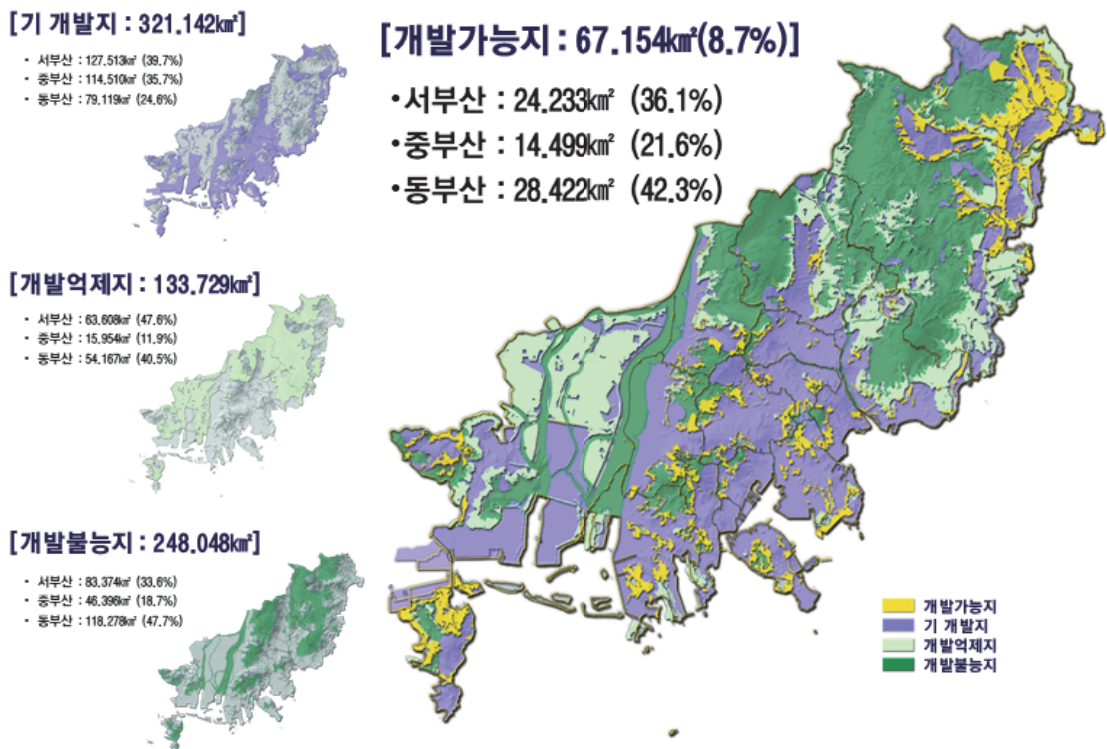 [기 개발지 : 321.142㎢]
· 서부산 : 127.513㎢ (39.7%)
· 중부산 : 114.510㎢ (35.7%)
· 동부산 : 79.119㎢ (24.6%)
[개발억제지 : 133.729㎢]
· 서부산 : 63.608㎢ (47.6%)
· 중부산 : 15.954㎢ (11.9%)
· 동부산 : 54.167㎢ (40.5%)
[개발불능지 : 248.048㎢]
· 서부산 : 83.374㎢ (33.6%)
· 중부산 : 46.396㎢ (18.7%)
· 동부산 : 118.278㎢ (47.7%)
[개발가능지 : 67.154㎢(8.7%)]
•서부산 : 24.233㎢ (36.1%)
•중부산 : 14.499㎢ (21.6%)
•동부산 : 28.422㎢ (42.3%)
개발가능지
기 개발지
개발억제지
개발불능지